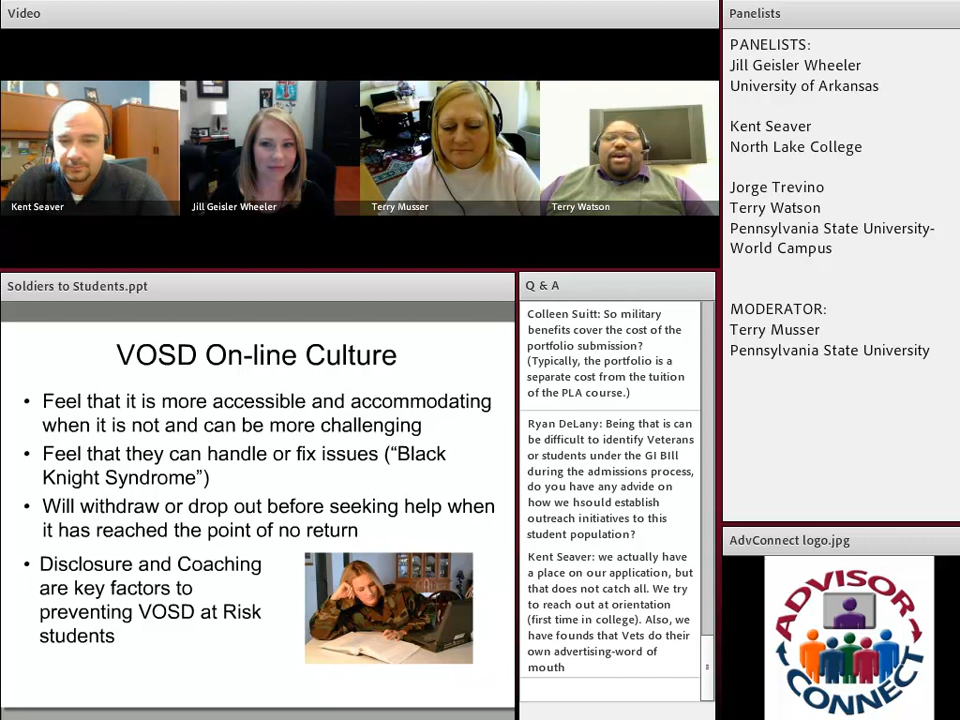 Video
Kent Seaver
Jill Geisler Wheeler
Terry Musser
Terry Watson
Panelists
PANELISTS:
Jill Geisler Wheeler
University of Arkansas
Kent Seaver
North Lake College
Jorge Trevino
Terry Watson
Pennsylvania State University-
World Campus
MODERATOR:
Terry Musser
Pennsylvania State University
Soldiers to Students.ppt
VOSD On-line Culture
• Feel that it is more accessible and accommodating
when it is not and can be more challenging
• Feel that they can handle or fix issues (“Black
Knight Syndrome”)
• Will withdraw or drop out before seeking help when
it has reached the point of no return
• Disclosure and Coaching
are key factors to
preventing VOSD at Risk
students
Q & A
Colleen Suitt: So military
benefits cover the cost of the
portfolio submission?
(Typically, the portfolio is a
separate cost from the tuition
of the PLA course.)
Ryan DeLany: Being that is can
be difficult to identify Veterans
or students under the GI BIll
during the admissions process,
do you have any advide on
how we hsould establish
outreach initiatives to this
student population?
Kent Seaver: we actually have
a place on our application, but
that does not catch all. We try
to reach out at orientation
(first time in college). Also, we
have founds that Vets do their
own advertising-word of
mouth
AdvConnect logo.jpg
ADVISOR
CONNECT